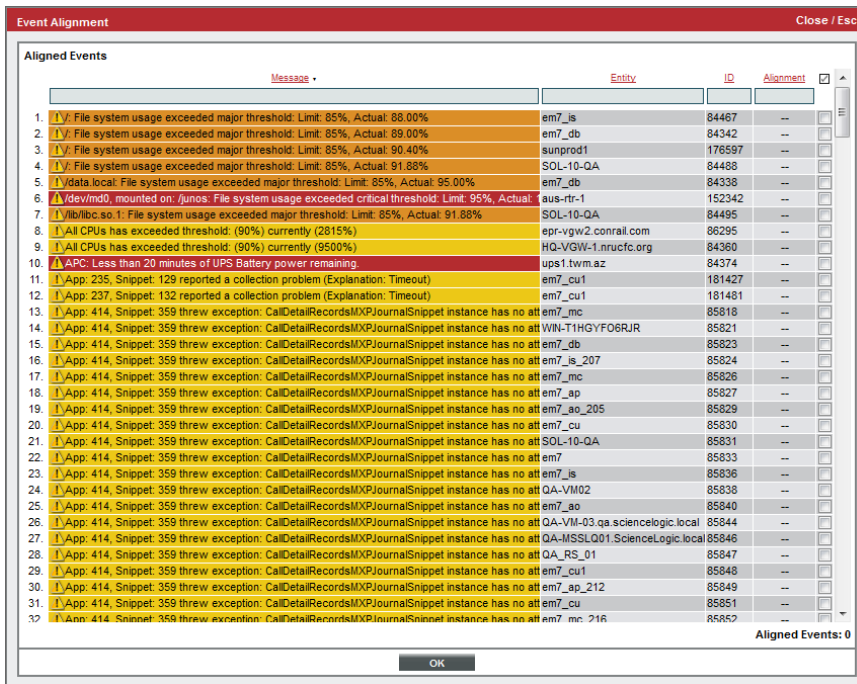 Event Alignment Close / Esc
Aligned Events
Message Entity ID Alignment
1. /: File system usage exceeded major threshold: Limit: 85%, Actual: 88.00% em7_is 84467 --
2. /: File system usage exceeded major threshold: Limit: 85%, Actual: 89.00% em7_db 84342 --
3. /: File system usage exceeded major threshold: Limit: 85%, Actual: 90.40% sunprod1 176597 --
4. /: File system usage exceeded major threshold: Limit: 85%, Actual: 91.88% SOL-10-QA 84488 --
5. /data.local: File system usage exceeded major threshold: Limit: 85%, Actual: 95.00% em7_db 84338 --
6. /dev/md0, mounted on: /junos: File system usage exceeded critical threshold: Limit: 95%, Actual: aus-rtr-1 152342 --
7. /lib/libc.so.1: File system usage exceeded major threshold: Limit: 85%, Actual: 91.88% SOL-10-QA 84495 --
8. All CPUs has exceeded threshold: (90%) currently (2815%) epr-vgw2.conrail.com 86295 --
9. All CPUs has exceeded threshold: (90%) currently (9500%) HQ-VGW-1.nrucfc.org 84360 --
10. APC: Less than 20 minutes of UPS Battery power remaining. ups1.twm.az 84374 --
11. App: 235, Snippet: 129 reported a collection problem (Explanation: Timeout) em7_cu1 181427 --
12. App: 237, Snippet: 132 reported a collection problem (Explanation: Timeout) em7_cu1 181481 --
13. App: 414, Snippet: 359 threw exception: CallDetailRecordsMXPJournalSnippet instance has no att em7_mc 85818 --
14. App: 414, Snippet: 359 threw exception: CallDetailRecordsMXPJournalSnippet instance has no att WIN-T1HGYFO6RJR 85821 --
15. App: 414, Snippet: 359 threw exception: CallDetailRecordsMXPJournalSnippet instance has no att em7_db 85823 --
16. App: 414, Snippet: 359 threw exception: CallDetailRecordsMXPJournalSnippet instance has no att em7_is_207 85824 --
17. App: 414, Snippet: 359 threw exception: CallDetailRecordsMXPJournalSnippet instance has no att em7_mc 85826 --
18. App: 414, Snippet: 359 threw exception: CallDetailRecordsMXPJournalSnippet instance has no att em7_ap 85827 --
19. App: 414, Snippet: 359 threw exception: CallDetailRecordsMXPJournalSnippet instance has no att em7_ao_205 85829 --
20. App: 414, Snippet: 359 threw exception: CallDetailRecordsMXPJournalSnippet instance has no att em7_cu 85830 --
21. App: 414, Snippet: 359 threw exception: CallDetailRecordsMXPJournalSnippet instance has no att SOL-10-QA 85831 --
22. App: 414, Snippet: 359 threw exception: CallDetailRecordsMXPJournalSnippet instance has no att em7 85833 --
23. App: 414, Snippet: 359 threw exception: CallDetailRecordsMXPJournalSnippet instance has no att em7_is 85836 --
24. App: 414, Snippet: 359 threw exception: CallDetailRecordsMXPJournalSnippet instance has no att QA-VM02 85838 --
25. App: 414, Snippet: 359 threw exception: CallDetailRecordsMXPJournalSnippet instance has no att em7_ao 85840 --
26. App: 414, Snippet: 359 threw exception: CallDetailRecordsMXPJournalSnippet instance has no att QA-VM-03.qa.sciencelogic.local 85844 --
27. App: 414, Snippet: 359 threw exception: CallDetailRecordsMXPJournalSnippet instance has no att QA-MSSLQ01.ScienceLogic.local 85846 --
28. App: 414, Snippet: 359 threw exception: CallDetailRecordsMXPJournalSnippet instance has no att QA_RS_01 85847 --
29. App: 414, Snippet: 359 threw exception: CallDetailRecordsMXPJournalSnippet instance has no att em7_cu1 85848 --
30. App: 414, Snippet: 359 threw exception: CallDetailRecordsMXPJournalSnippet instance has no att em7_ap_212 85849 --
31. App: 414, Snippet: 359 threw exception: CallDetailRecordsMXPJournalSnippet instance has no att em7_cu 85851 --
32. App: 414, Snippet: 359 threw exception: CallDetailRecordsMXPJournalSnippet instance has no att em7_mc_216 85852 --
Aligned Events: 0
OK